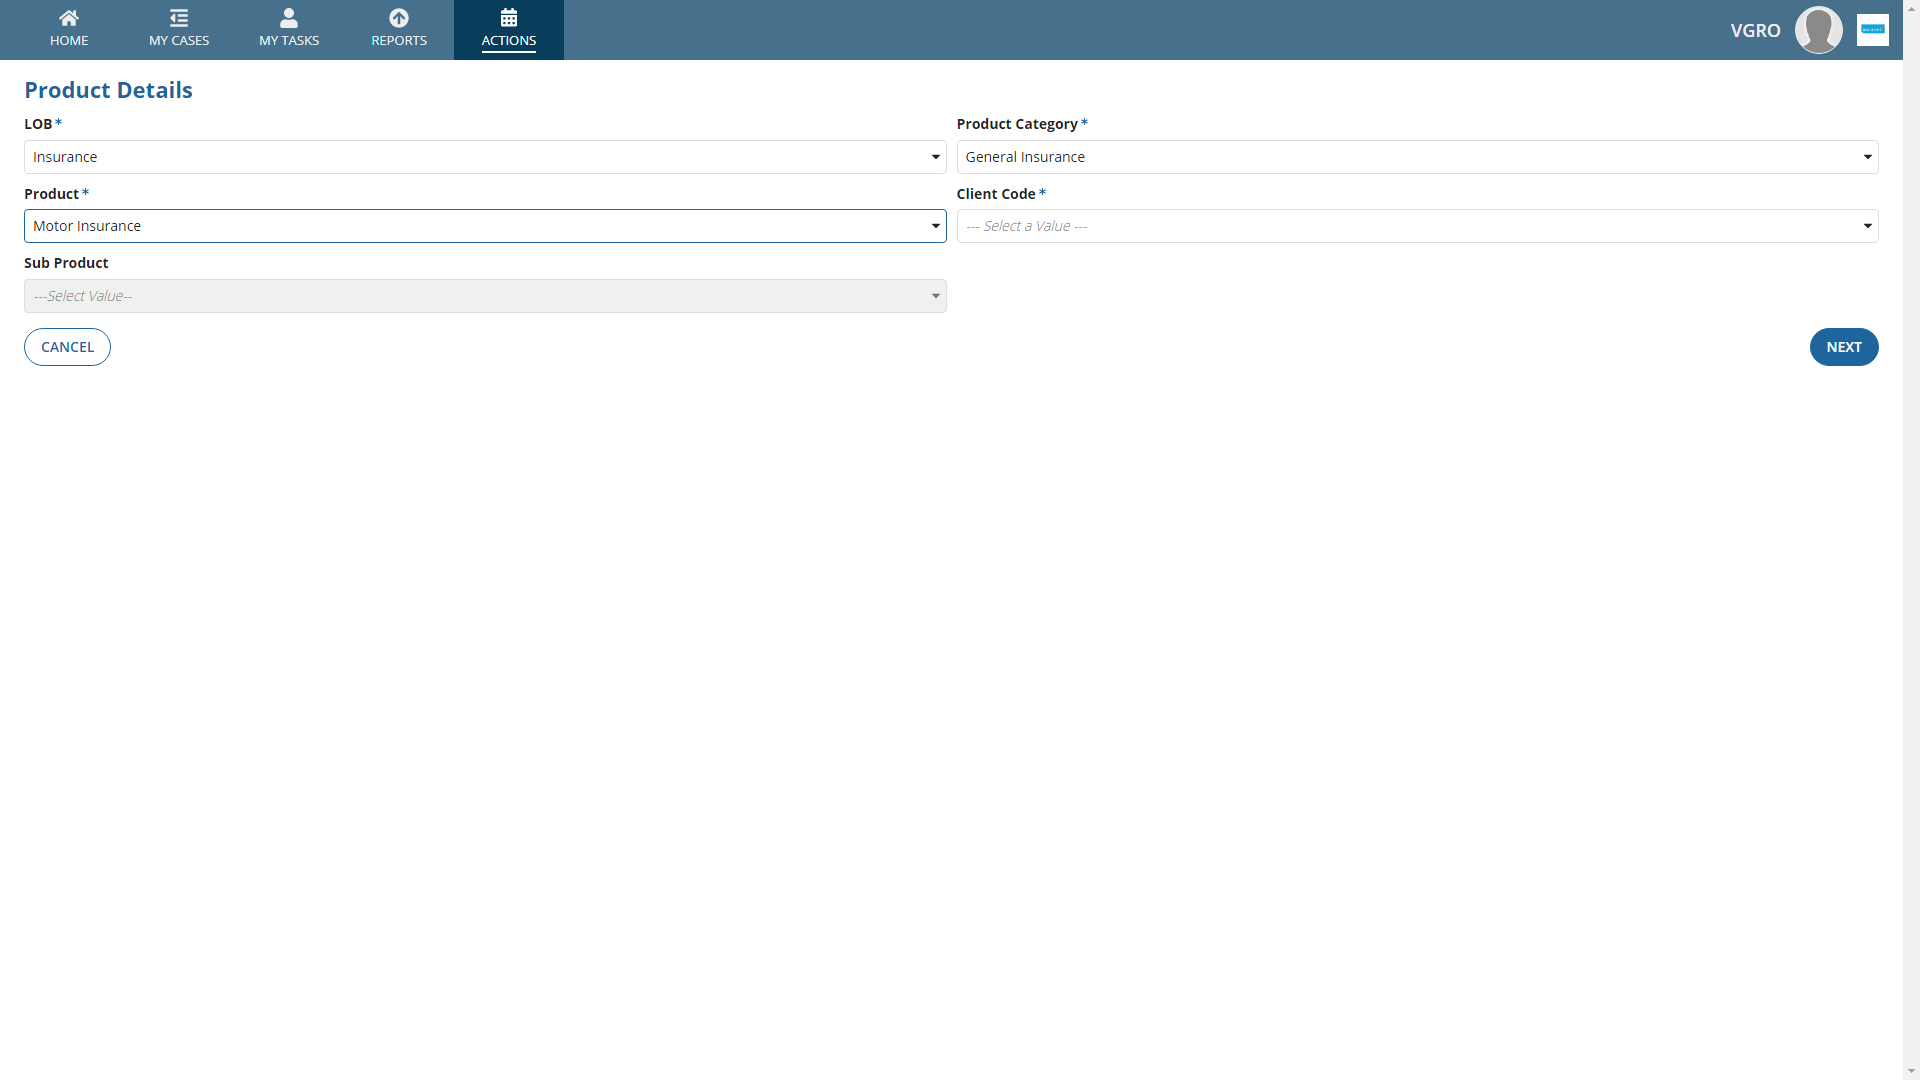 HOME
MY CASES
MY TASKS
REPORTS
ACTIONS
VGRO
Product Details
LOB *
Product Category *
Insurance
General Insurance
Product *
Client Code *
Motor Insurance
--- Select a Value ---
Sub Product
---Select Value--
CANCEL
NEXT